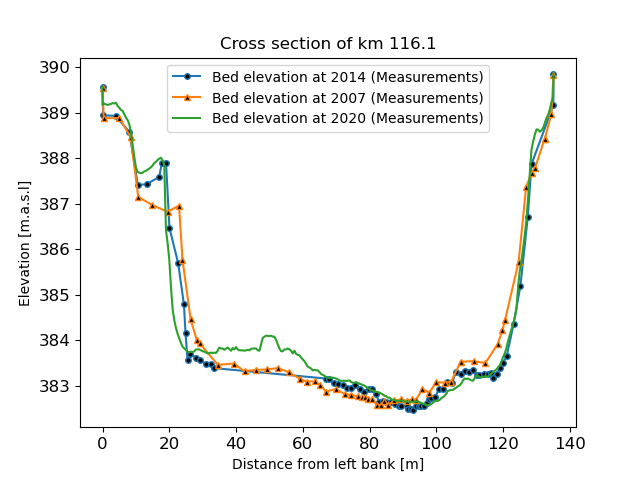 Cross section of km 116.1
Bed elevation at 2014 (Measurements)
Bed elevation at 2007 (Measurements)
Bed elevation at 2020 (Measurements)
Elevation [m.a.s.l]
390
389
388
387
386
385
384
383
0 20 40 60 80 100 120 140
Distance from left bank [m]